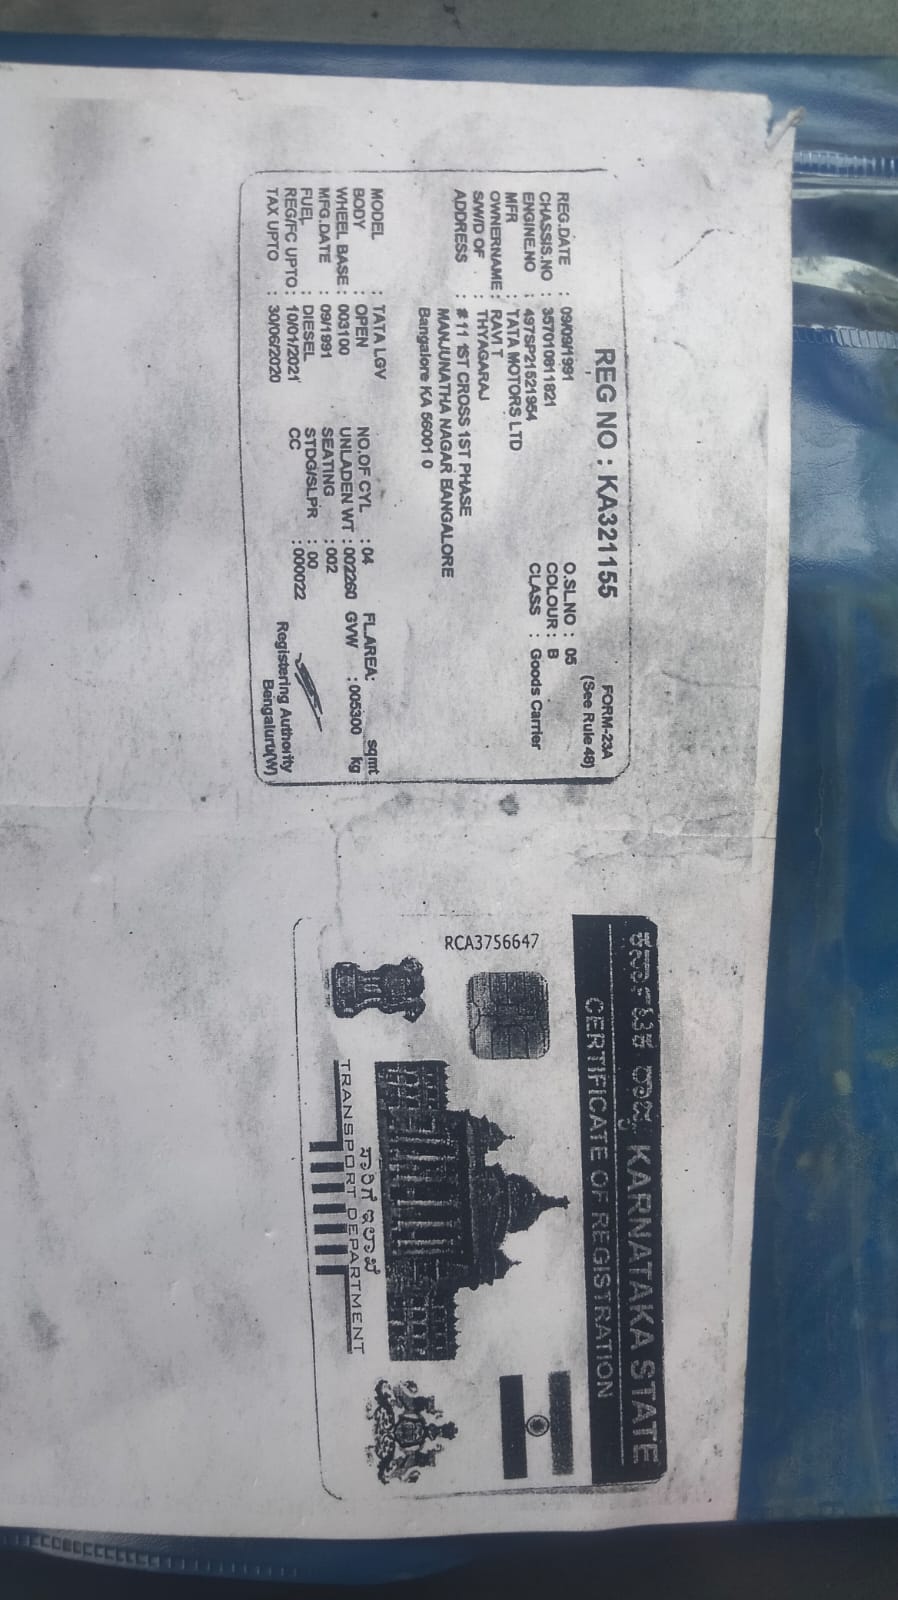 FORM-23A
(See Rule 48)
REG NO : KA321155
REG.DATE : 09/09/1991 O.SL.NO : 05
CHASSIS.NO : 357010811821 COLOUR : B
ENGINE.NO : 497SP21521954 CLASS : Goods Carrier
MFR : TATA MOTORS LTD
OWNERNAME : RAVI T
S/W/D OF : THYAGARAJ
ADDRESS : #11 1ST CROSS 1ST PHASE
MANJUNATHA NAGAR BANGALORE
Bangalore KA 560010
MODEL : TATA LGV
BODY : OPEN NO.OF CYL : 04 FL.AREA: sqmt
WHEEL BASE : 003100 UNLADEN WT : 002260 GVW : 005300 kg
MFG.DATE : 09/1991 SEATING : 002
FUEL : DIESEL STDG/SLPR : 00
REG/FC UPTO : 10/01/2021 CC : 000022
TAX UPTO : 30/06/2020
Registering Authority
Bengaluru(W)
ಕರ್ನಾಟಕ ರಾಜ್ಯ KARNATAKA STATE
CERTIFICATE OF REGISTRATION
RCA3756647
ಸಾರಿಗೆ ಇಲಾಖೆ
TRANSPORT DEPARTMENT